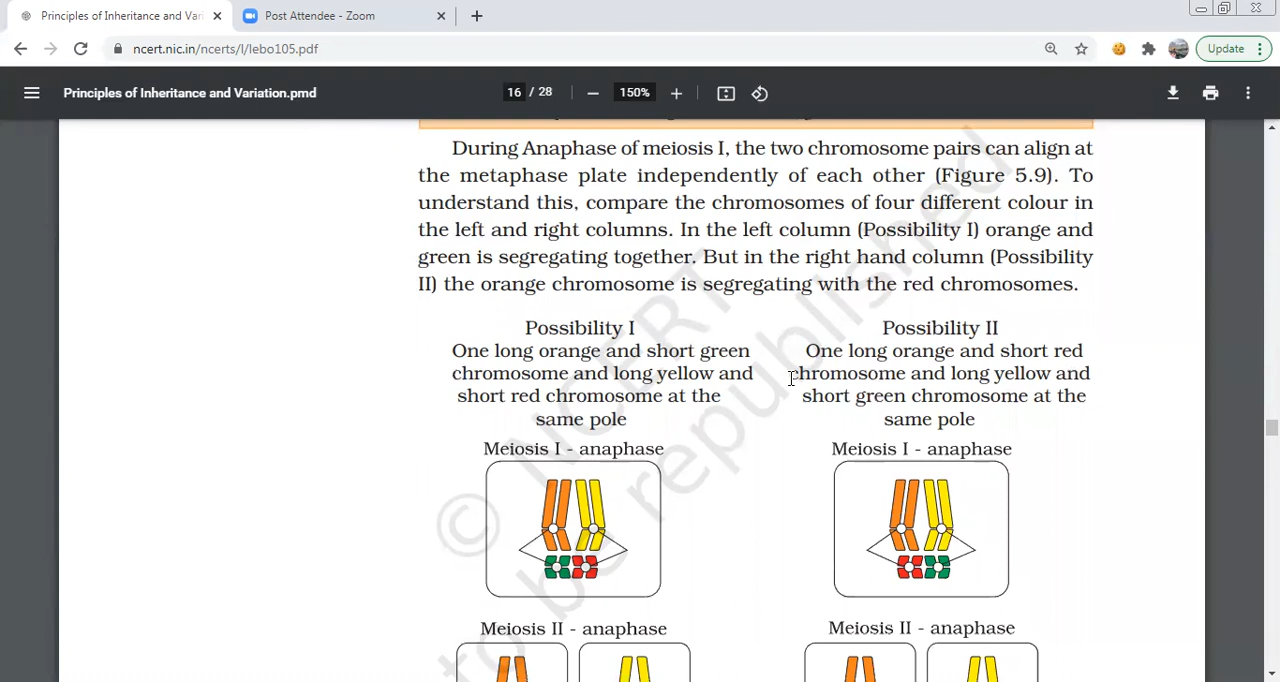 Principles of Inheritance and Vari
Post Attendee - Zoom
ncert.nic.in/ncerts/l/lebo105.pdf
Update
Principles of Inheritance and Variation.pmd
16 / 28
150%
During Anaphase of meiosis I, the two chromosome pairs can align at
the metaphase plate independently of each other (Figure 5.9). To
understand this, compare the chromosomes of four different colour in
the left and right columns. In the left column (Possibility I) orange and
green is segregating together. But in the right hand column (Possibility
II) the orange chromosome is segregating with the red chromosomes.
Possibility I
One long orange and short green
chromosome and long yellow and
short red chromosome at the
same pole
Meiosis I - anaphase
Meiosis II - anaphase
Possibility II
One long orange and short red
chromosome and long yellow and
short green chromosome at the
same pole
Meiosis I - anaphase
Meiosis II - anaphase
© NCERT
to be republished